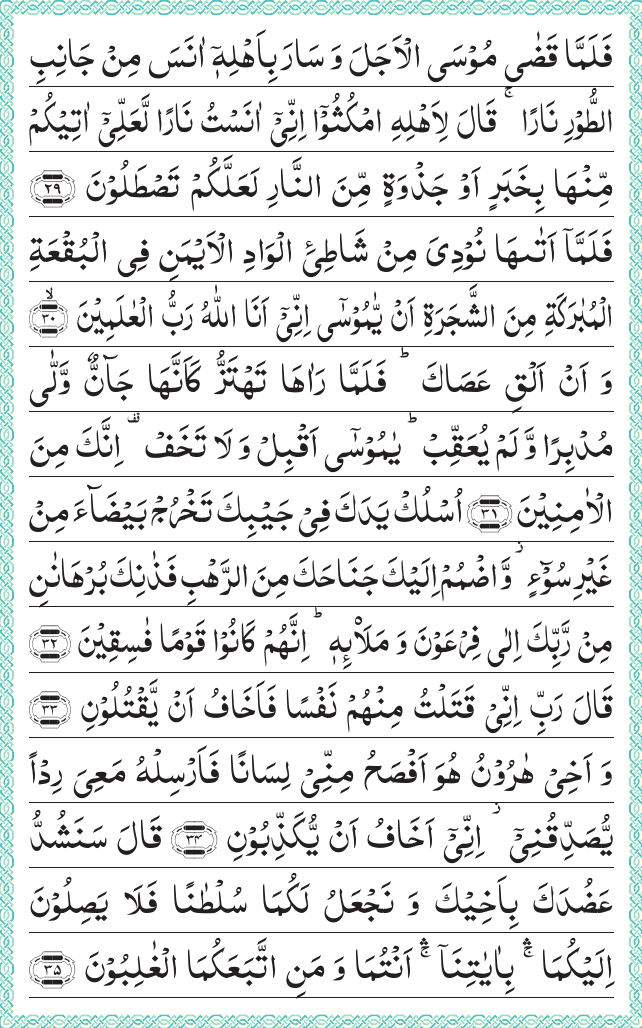 فَلَمَّا قَضٰی مُوْسَی الْاَجَلَ وَ سَارَ بِاَهْلِهٖۤ اٰنَسَ مِنْ جَانِبِ
الطُّوْرِ نَارًا ۚ قَالَ لِاَهْلِهِ امْكُثُوْۤا اِنِّیْۤ اٰنَسْتُ نَارًا لَّعَلِّیْۤ اٰتِیْكُمْ
مِّنْهَا بِخَبَرٍ اَوْ جَذْوَةٍ مِّنَ النَّارِ لَعَلَّكُمْ تَصْطَلُوْنَ ﴿۲۹﴾
فَلَمَّاۤ اَتٰىهَا نُوْدِیَ مِنْ شَاطِئِ الْوَادِ الْاَیْمَنِ فِی الْبُقْعَةِ
الْمُبٰرَكَةِ مِنَ الشَّجَرَةِ اَنْ یّٰمُوْسٰۤی اِنِّیْۤ اَنَا اللّٰهُ رَبُّ الْعٰلَمِیْنَ ﴿ۙ۳۰﴾
وَ اَنْ اَلْقِ عَصَاكَ ؕ فَلَمَّا رَاٰهَا تَهْتَزُّ كَاَنَّهَا جَآنٌّ وَّلّٰی
مُدْبِرًا وَّ لَمْ یُعَقِّبْ ؕ یٰمُوْسٰۤی اَقْبِلْ وَ لَا تَخَفْ ۟ اِنَّكَ مِنَ
الْاٰمِنِیْنَ ﴿۳۱﴾ اُسْلُكْ یَدَكَ فِیْ جَیْبِكَ تَخْرُجْ بَیْضَآءَ مِنْ
غَیْرِ سُوْٓءٍ ؗ وَّ اضْمُمْ اِلَیْكَ جَنَاحَكَ مِنَ الرَّهْبِ فَذٰنِكَ بُرْهَانٰنِ
مِنْ رَّبِّكَ اِلٰی فِرْعَوْنَ وَ مَلَاۡئِهٖ ؕ اِنَّهُمْ كَانُوْا قَوْمًا فٰسِقِیْنَ ﴿۳۲﴾
قَالَ رَبِّ اِنِّیْ قَتَلْتُ مِنْهُمْ نَفْسًا فَاَخَافُ اَنْ یَّقْتُلُوْنِ ﴿۳۳﴾
وَ اَخِیْ هٰرُوْنُ هُوَ اَفْصَحُ مِنِّیْ لِسَانًا فَاَرْسِلْهُ مَعِیَ رِدْاً
یُّصَدِّقُنِیْۤ ؗ اِنِّیْۤ اَخَافُ اَنْ یُّكَذِّبُوْنِ ﴿۳۴﴾ قَالَ سَنَشُدُّ
عَضُدَكَ بِاَخِیْكَ وَ نَجْعَلُ لَكُمَا سُلْطٰنًا فَلَا یَصِلُوْنَ
اِلَیْكُمَا ۛۚ بِاٰیٰتِنَاۤ ۛۚ اَنْتُمَا وَ مَنِ اتَّبَعَكُمَا الْغٰلِبُوْنَ ﴿۳۵﴾